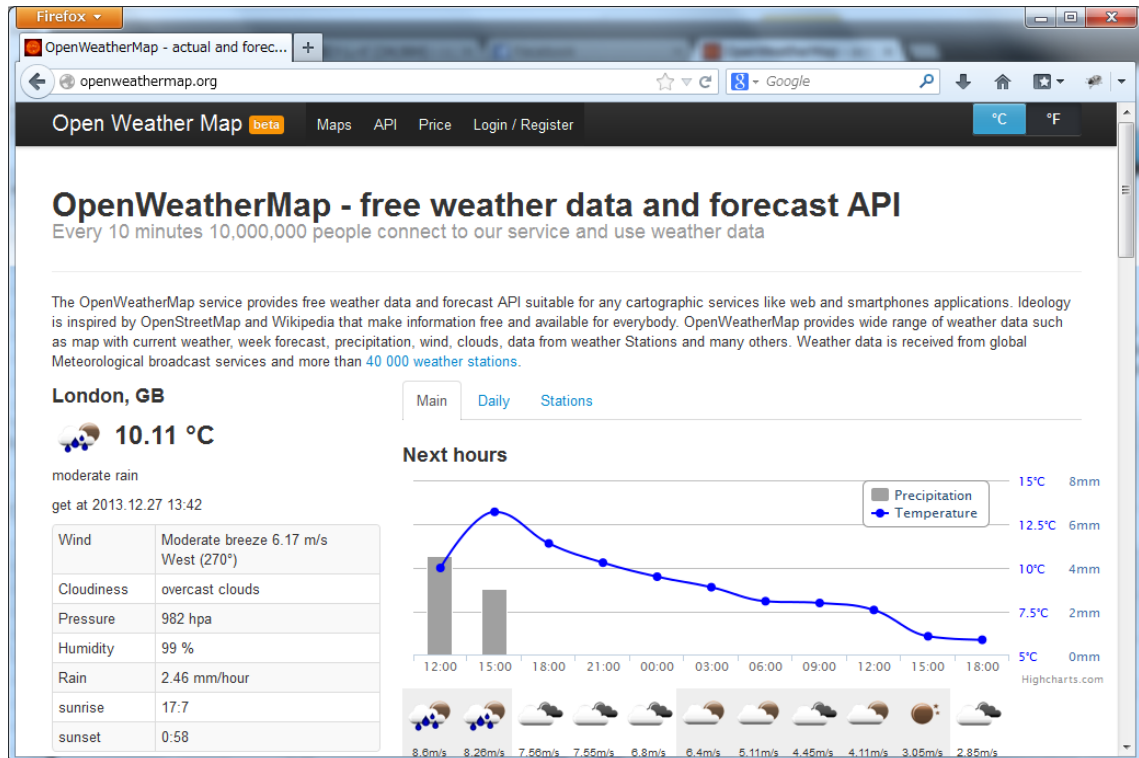 Firefox
OpenWeatherMap - actual and forec...
openweathermap.org
Google
Open Weather Map beta Maps API Price Login / Register °C °F
OpenWeatherMap - free weather data and forecast API
Every 10 minutes 10,000,000 people connect to our service and use weather data
The OpenWeatherMap service provides free weather data and forecast API suitable for any cartographic services like web and smartphones applications. Ideology
is inspired by OpenStreetMap and Wikipedia that make information free and available for everybody. OpenWeatherMap provides wide range of weather data such
as map with current weather, week forecast, precipitation, wind, clouds, data from weather Stations and many others. Weather data is received from global
Meteorological broadcast services and more than 40 000 weather stations.
London, GB
10.11 °C
moderate rain
get at 2013.12.27 13:42
Wind Moderate breeze 6.17 m/s
West (270°)
Cloudiness overcast clouds
Pressure 982 hpa
Humidity 99 %
Rain 2.46 mm/hour
sunrise 17:7
sunset 0:58
Main Daily Stations
Next hours
Precipitation
Temperature
15°C 8mm
12.5°C 6mm
10°C 4mm
7.5°C 2mm
5°C 0mm
12:00 15:00 18:00 21:00 00:00 03:00 06:00 09:00 12:00 15:00 18:00
Highcharts.com
8.6m/s 8.26m/s 7.56m/s 7.55m/s 6.8m/s 6.4m/s 5.11m/s 4.45m/s 4.11m/s 3.05m/s 2.85m/s